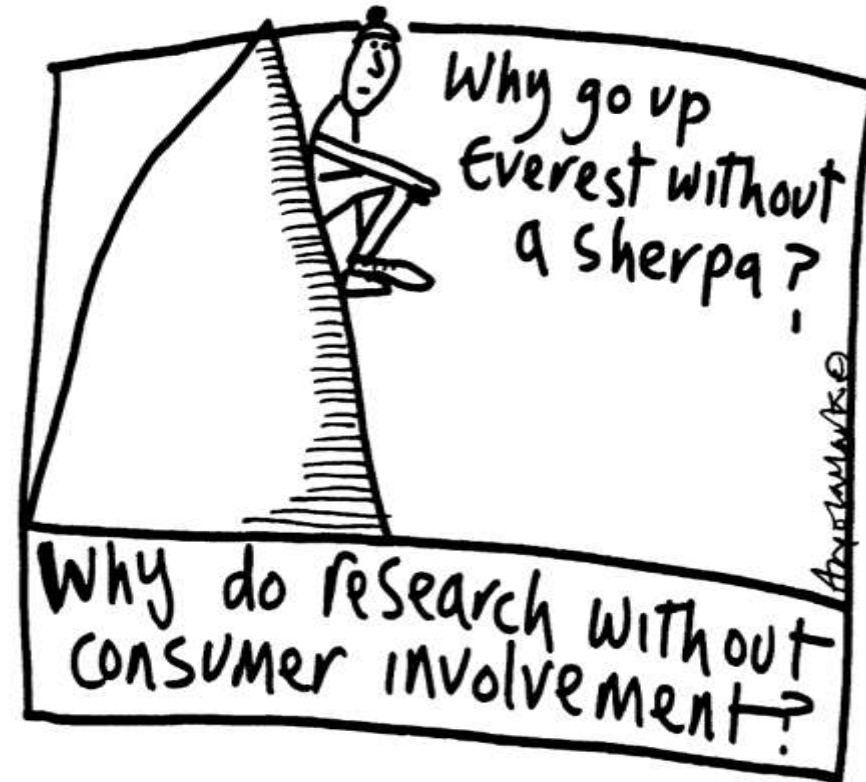 Why go up
Everest without
a sherpa?
Why do research without
consumer involvement?